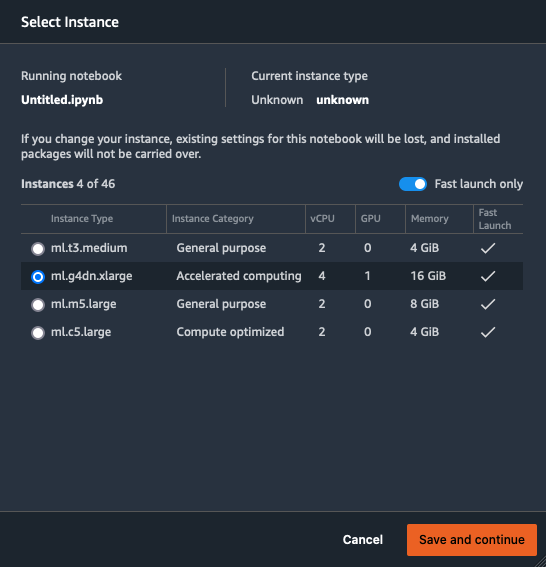 Select Instance
Running notebook Current instance type
Untitled.ipynb Unknown unknown
If you change your instance, existing settings for this notebook will be lost, and installed
packages will not be carried over.
Instances 4 of 46 Fast launch only
Instance Type Instance Category vCPU GPU Memory Fast Launch
ml.t3.medium General purpose 2 0 4 GiB
ml.g4dn.xlarge Accelerated computing 4 1 16 GiB
ml.m5.large General purpose 2 0 8 GiB
ml.c5.large Compute optimized 2 0 4 GiB
Cancel Save and continue